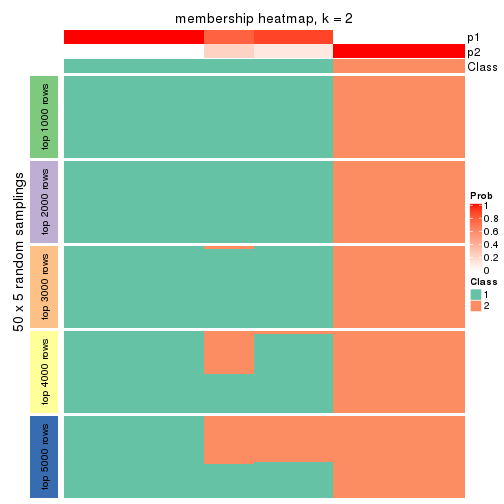 membership heatmap, k = 2
p1
p2
Class
50 x 5 random samplings
top 1000 rows
top 2000 rows
top 3000 rows
top 4000 rows
top 5000 rows
Prob
1
0.8
0.6
0.4
0.2
0
Class
1
2